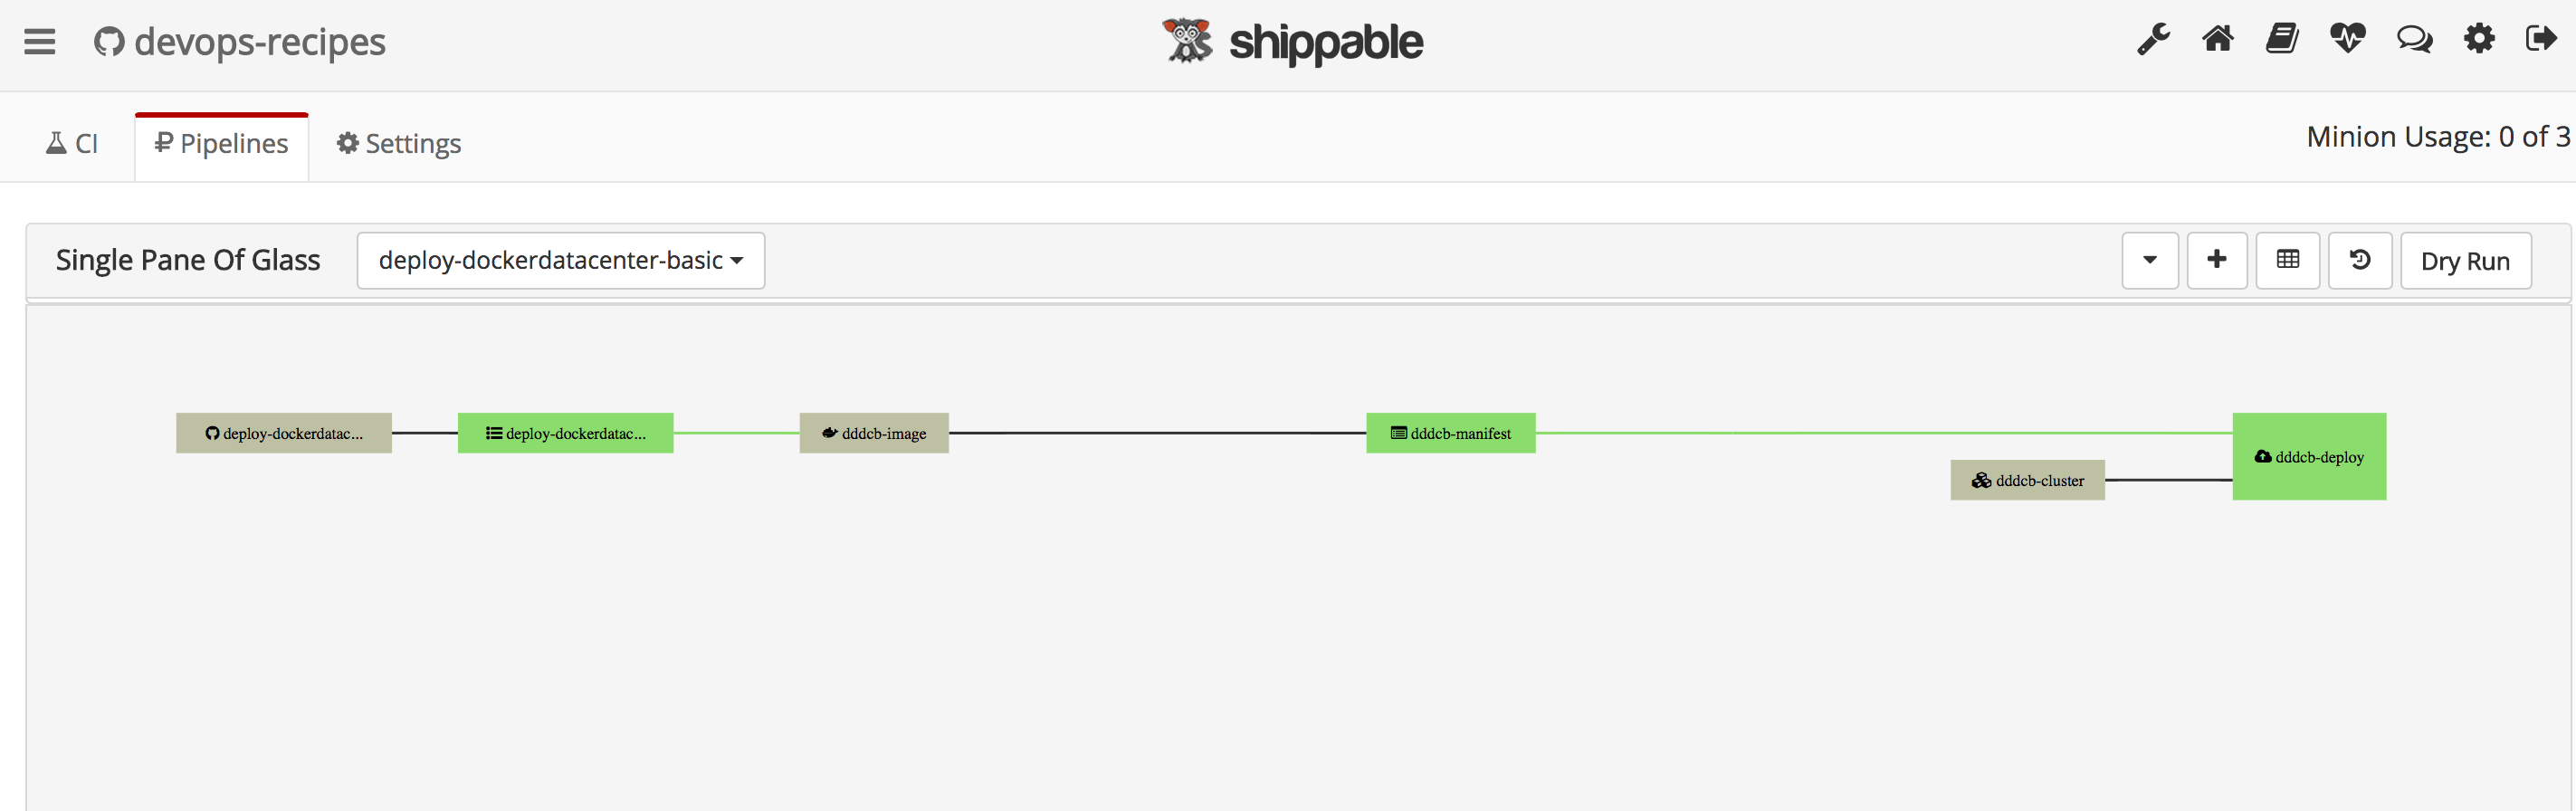 devops-recipes
shippable
CI
Pipelines
Settings
Minion Usage: 0 of 3
Single Pane Of Glass
deploy-dockerdatacenter-basic
Dry Run
deploy-dockerdatac...
deploy-dockerdatac...
dddcb-image
dddcb-manifest
dddcb-deploy
dddcb-cluster